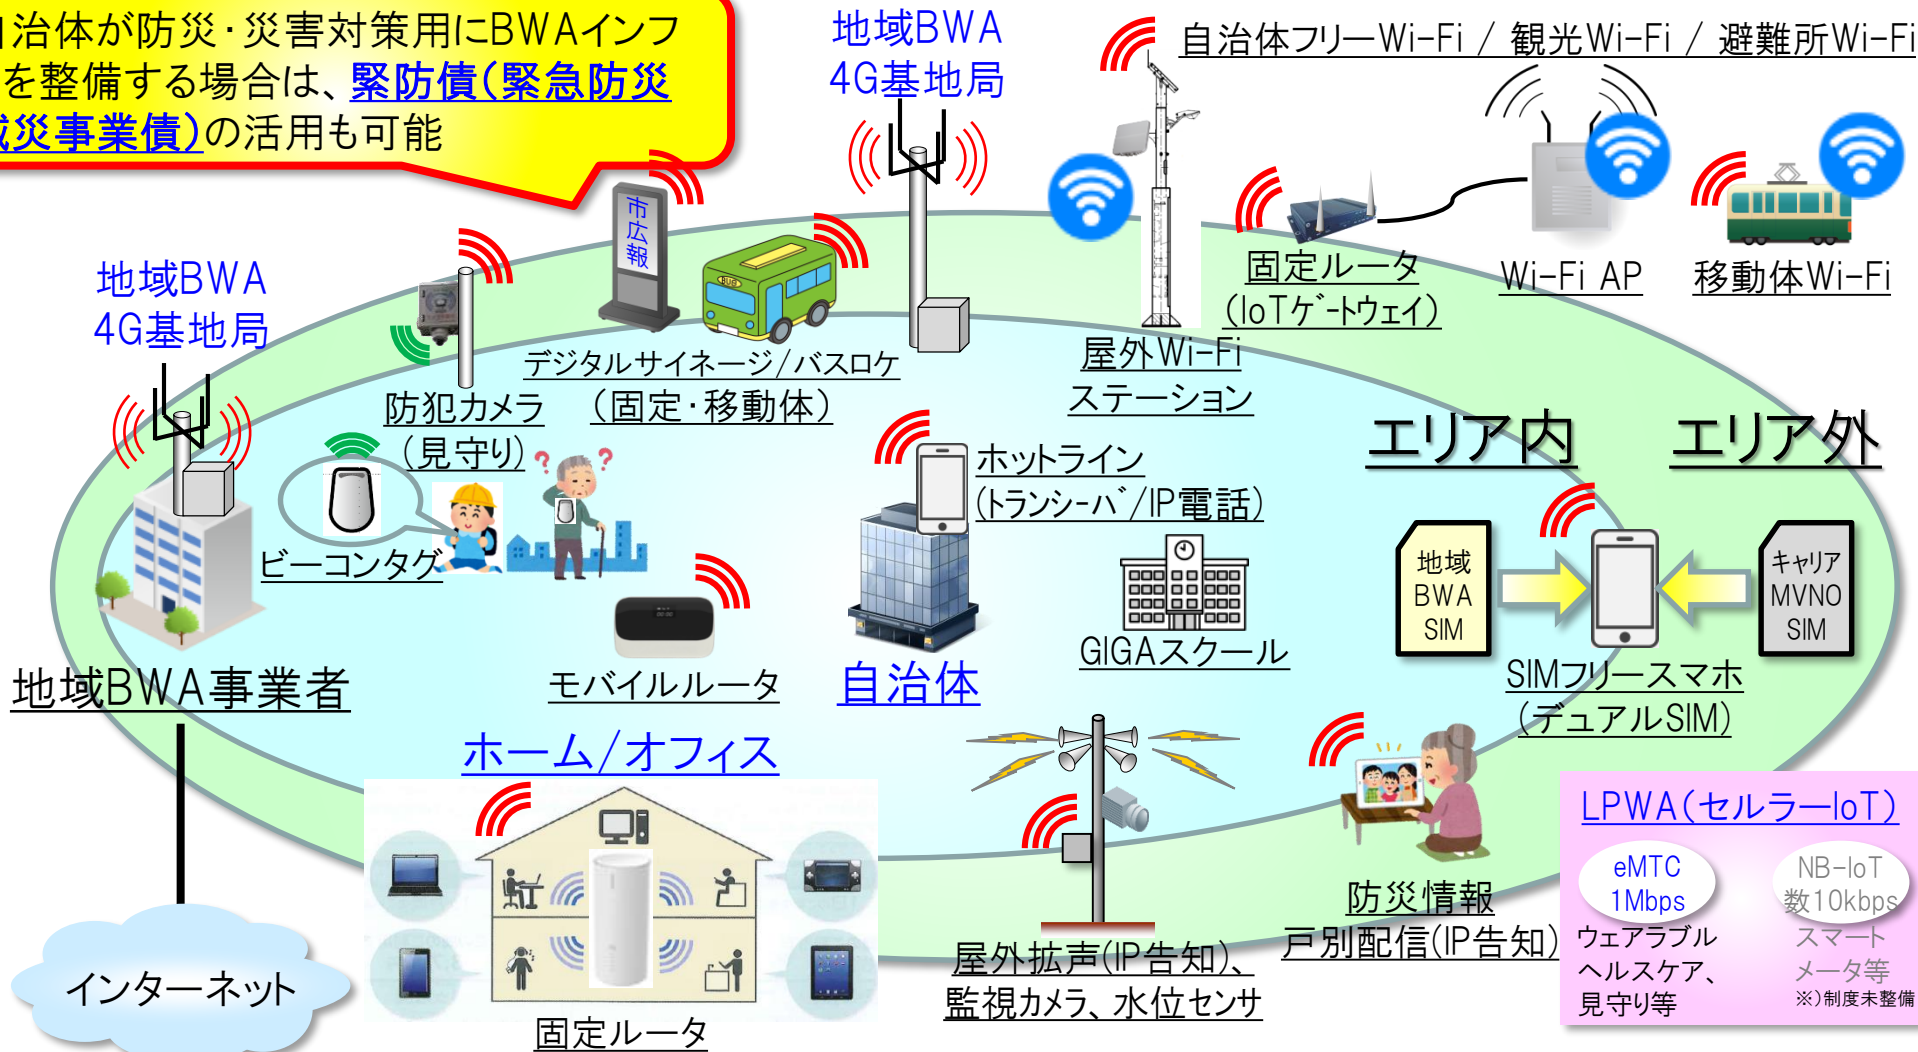 自治体が防災・災害対策用にBWAインフ
を整備する場合は、緊防債(緊急防災
減災事業債)の活用も可能
地域BWA
4G基地局
自治体フリーWi-Fi / 観光Wi-Fi / 避難所Wi-Fi
市広報
BUS
地域BWA
4G基地局
固定ルータ
(IoTゲートウェイ)
Wi-Fi AP
移動体Wi-Fi
デジタルサイネージ/バスロケ
(固定・移動体)
屋外Wi-Fi
ステーション
防犯カメラ
(見守り)
ホットライン
(トランシーバ/IP電話)
エリア内
エリア外
ビーコンタグ
地域
BWA
SIM
キャリア
MVNO
SIM
GIGAスクール
地域BWA事業者
モバイルルータ
自治体
SIMフリースマホ
(デュアルSIM)
ホーム/オフィス
LPWA(セルラーIoT)
eMTC
1Mbps
NB-IoT
数10kbps
ウェアラブル
ヘルスケア、
見守り等
スマート
メータ等
※)制度未整備
防災情報
戸別配信(IP告知)
屋外拡声(IP告知)、
監視カメラ、水位センサ
インターネット
固定ルータ